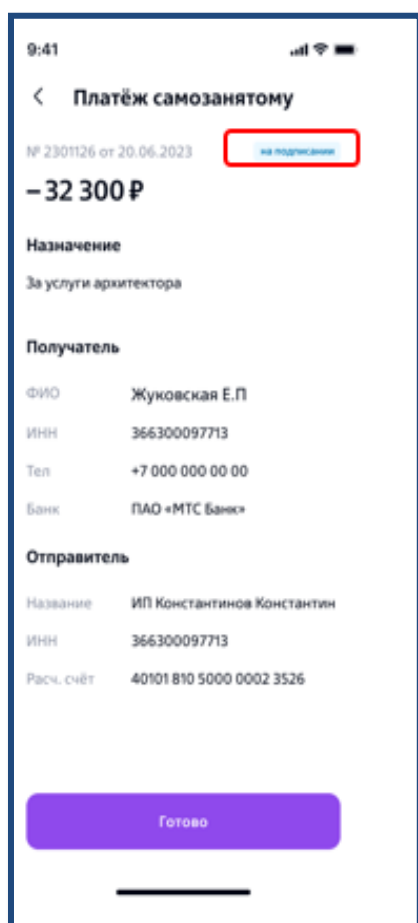 9:41
Платёж самозанятому
№ 2301126 от 20.06.2023 на подписании
– 32 300 ₽
Назначение
За услуги архитектора
Получатель
ФИО Жуковская Е.П
ИНН 366300097713
Тел +7 000 000 00 00
Банк ПАО «МТС Банк»
Отправитель
Название ИП Константинов Константин
ИНН 366300097713
Расч. счёт 40101 810 5000 0002 3526
Готово